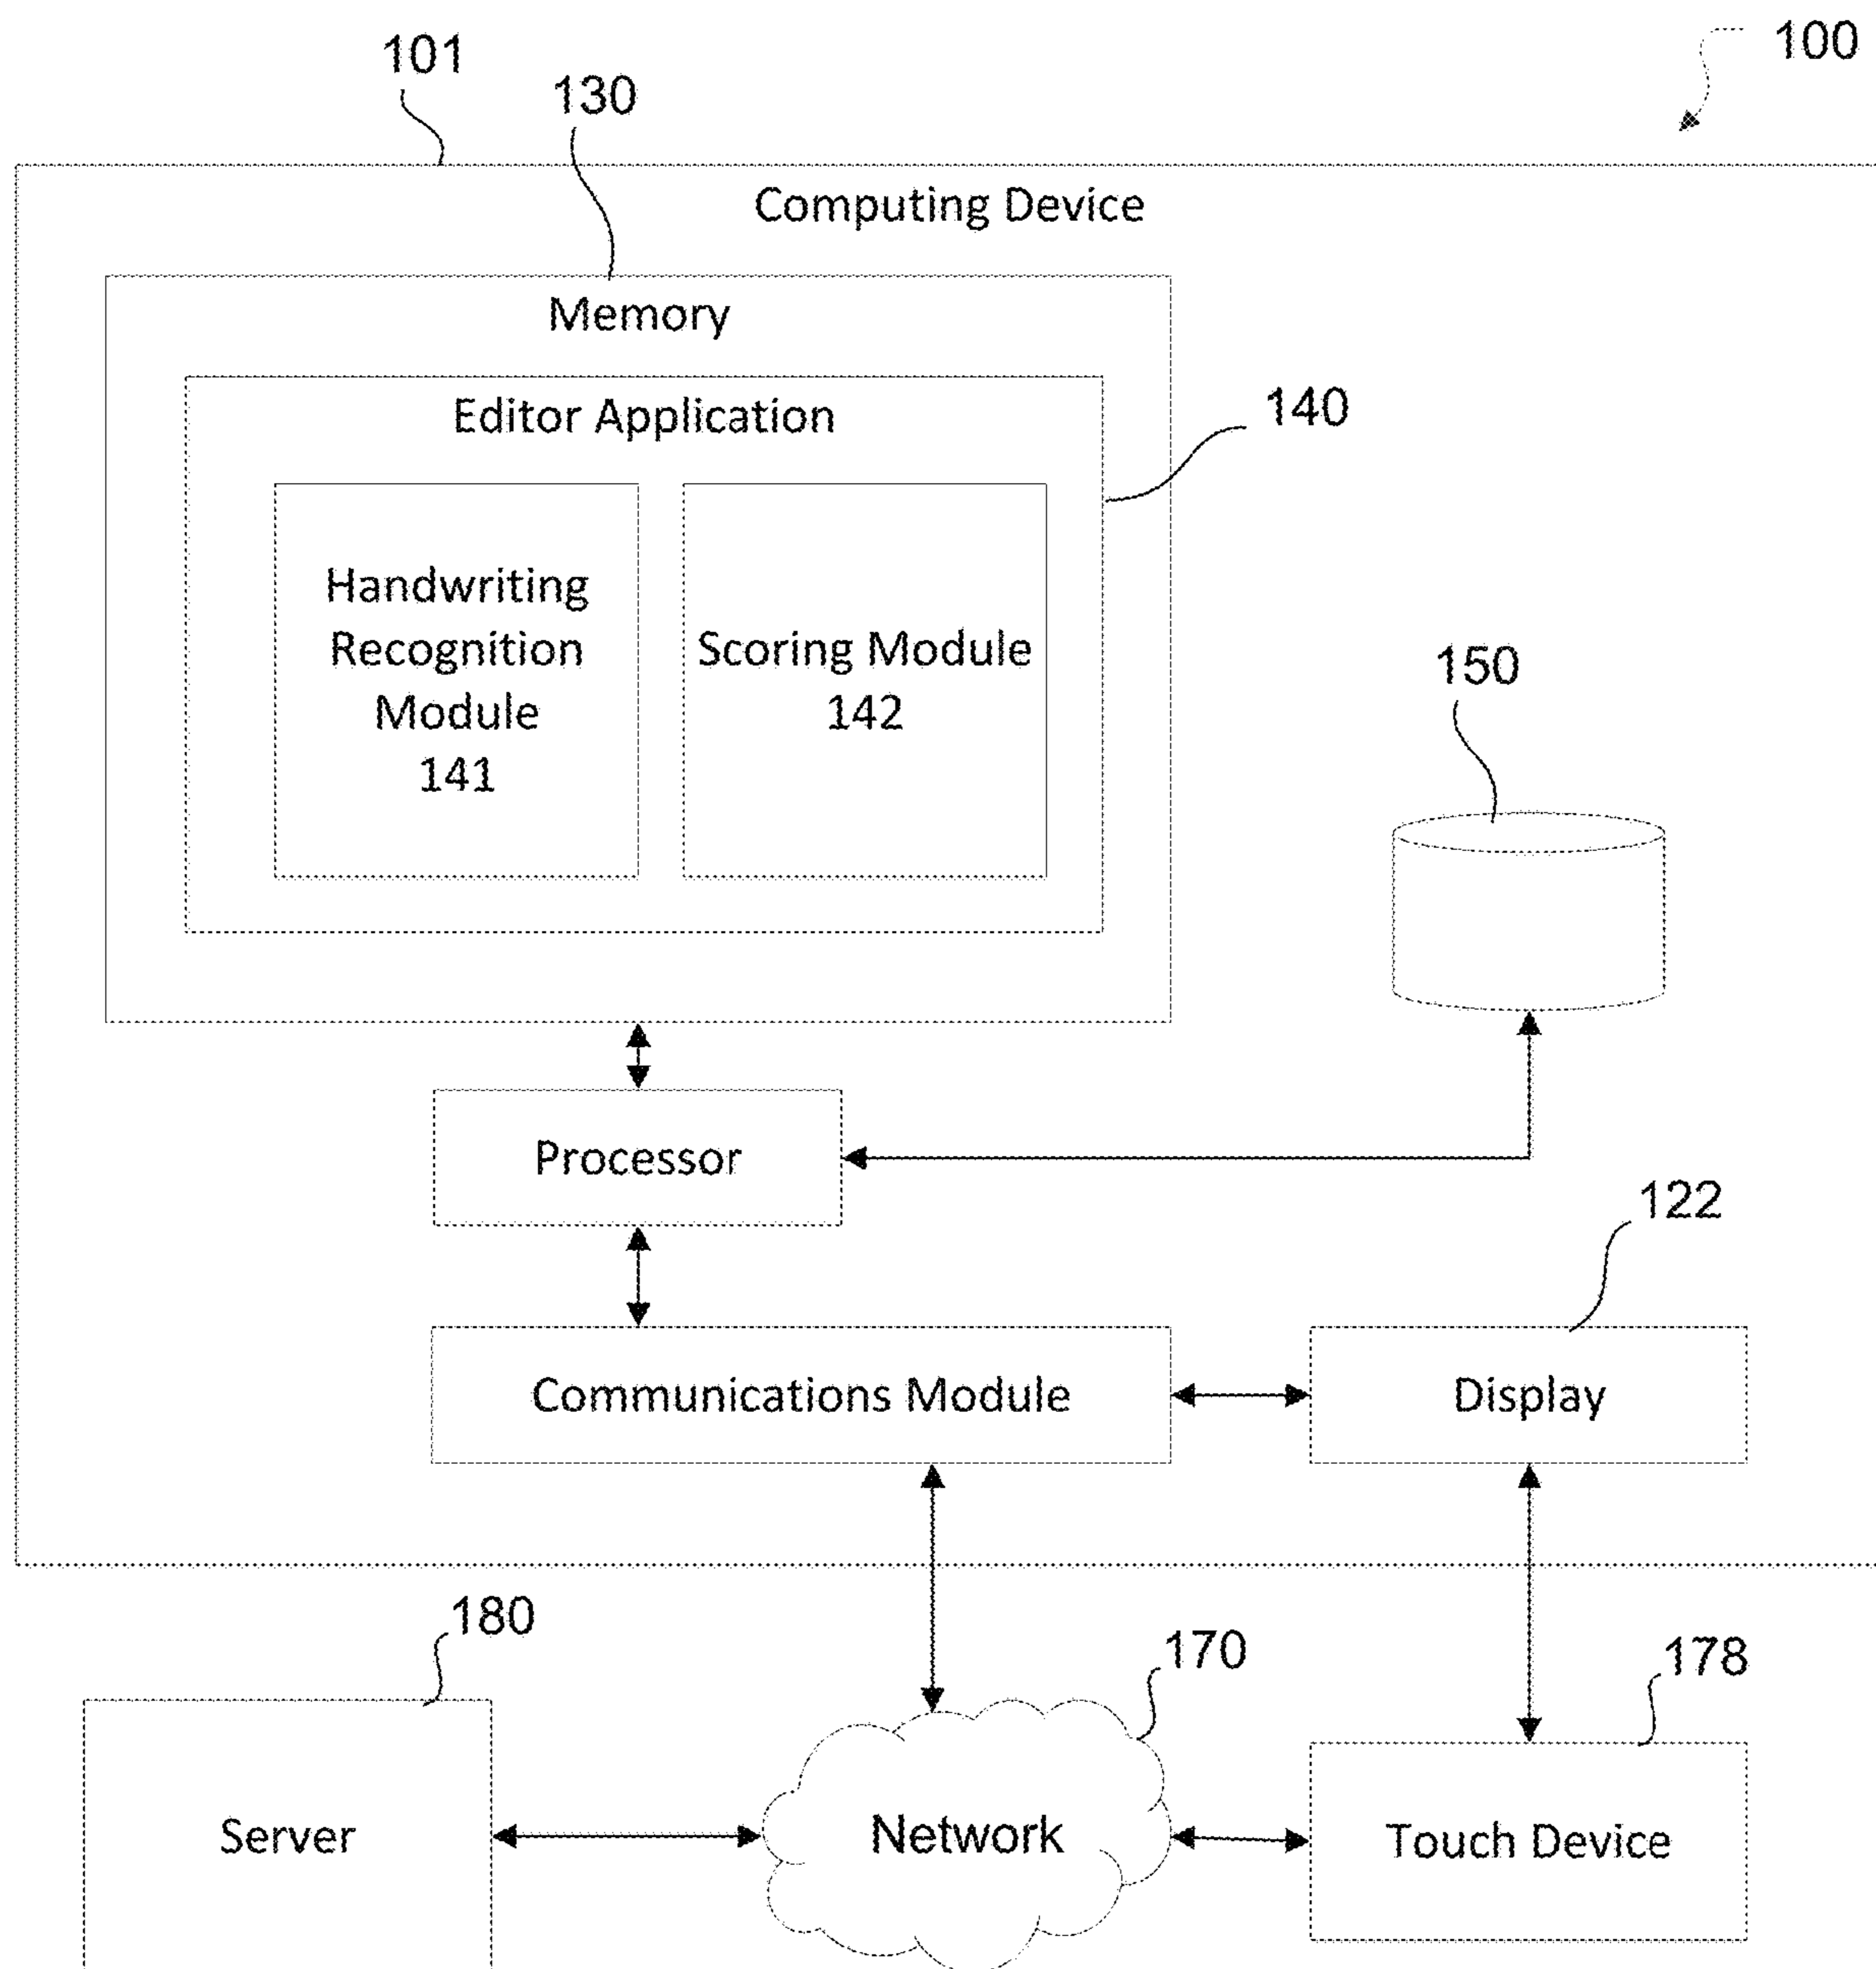 100
101
130
Computing Device
Memory
Editor Application
140
Handwriting
Recognition
Module
141
Scoring Module
142
150
Processor
122
Communications Module
Display
180
170
178
Server
Network
Touch Device